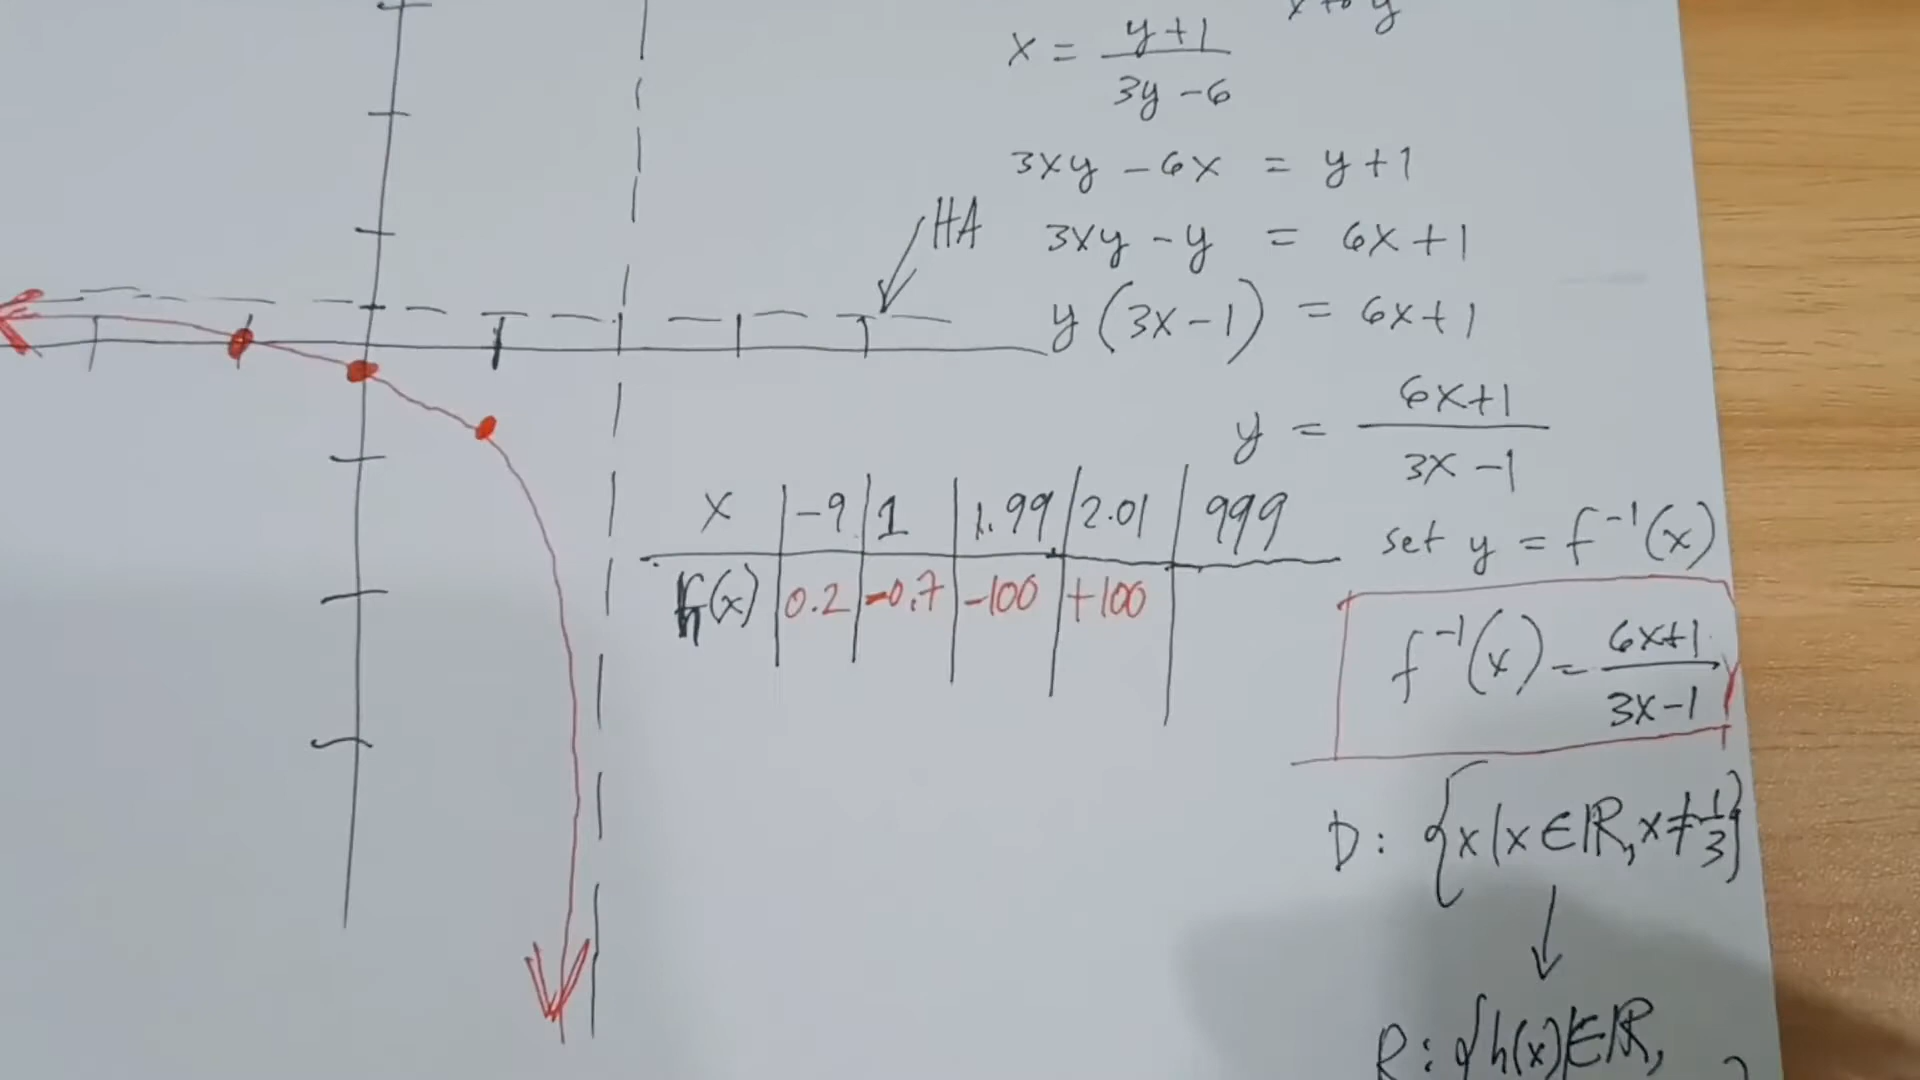 x to y
x = y+1
3y-6
3xy - 6x = y+1
HA
3xy - y = 6x+1
y(3x-1) = 6x+1
y = 6x+1
3x-1
x | -9 | 1 | 1.99 | 2.01 | 999
h(x) | 0.2 | -0.7 | -100 | +100 |
set y = f⁻¹(x)
f⁻¹(x) = 6x+1
3x-1
D: {x|x∈ℝ, x≠1/3}
R: {h(x)|∈ℝ,